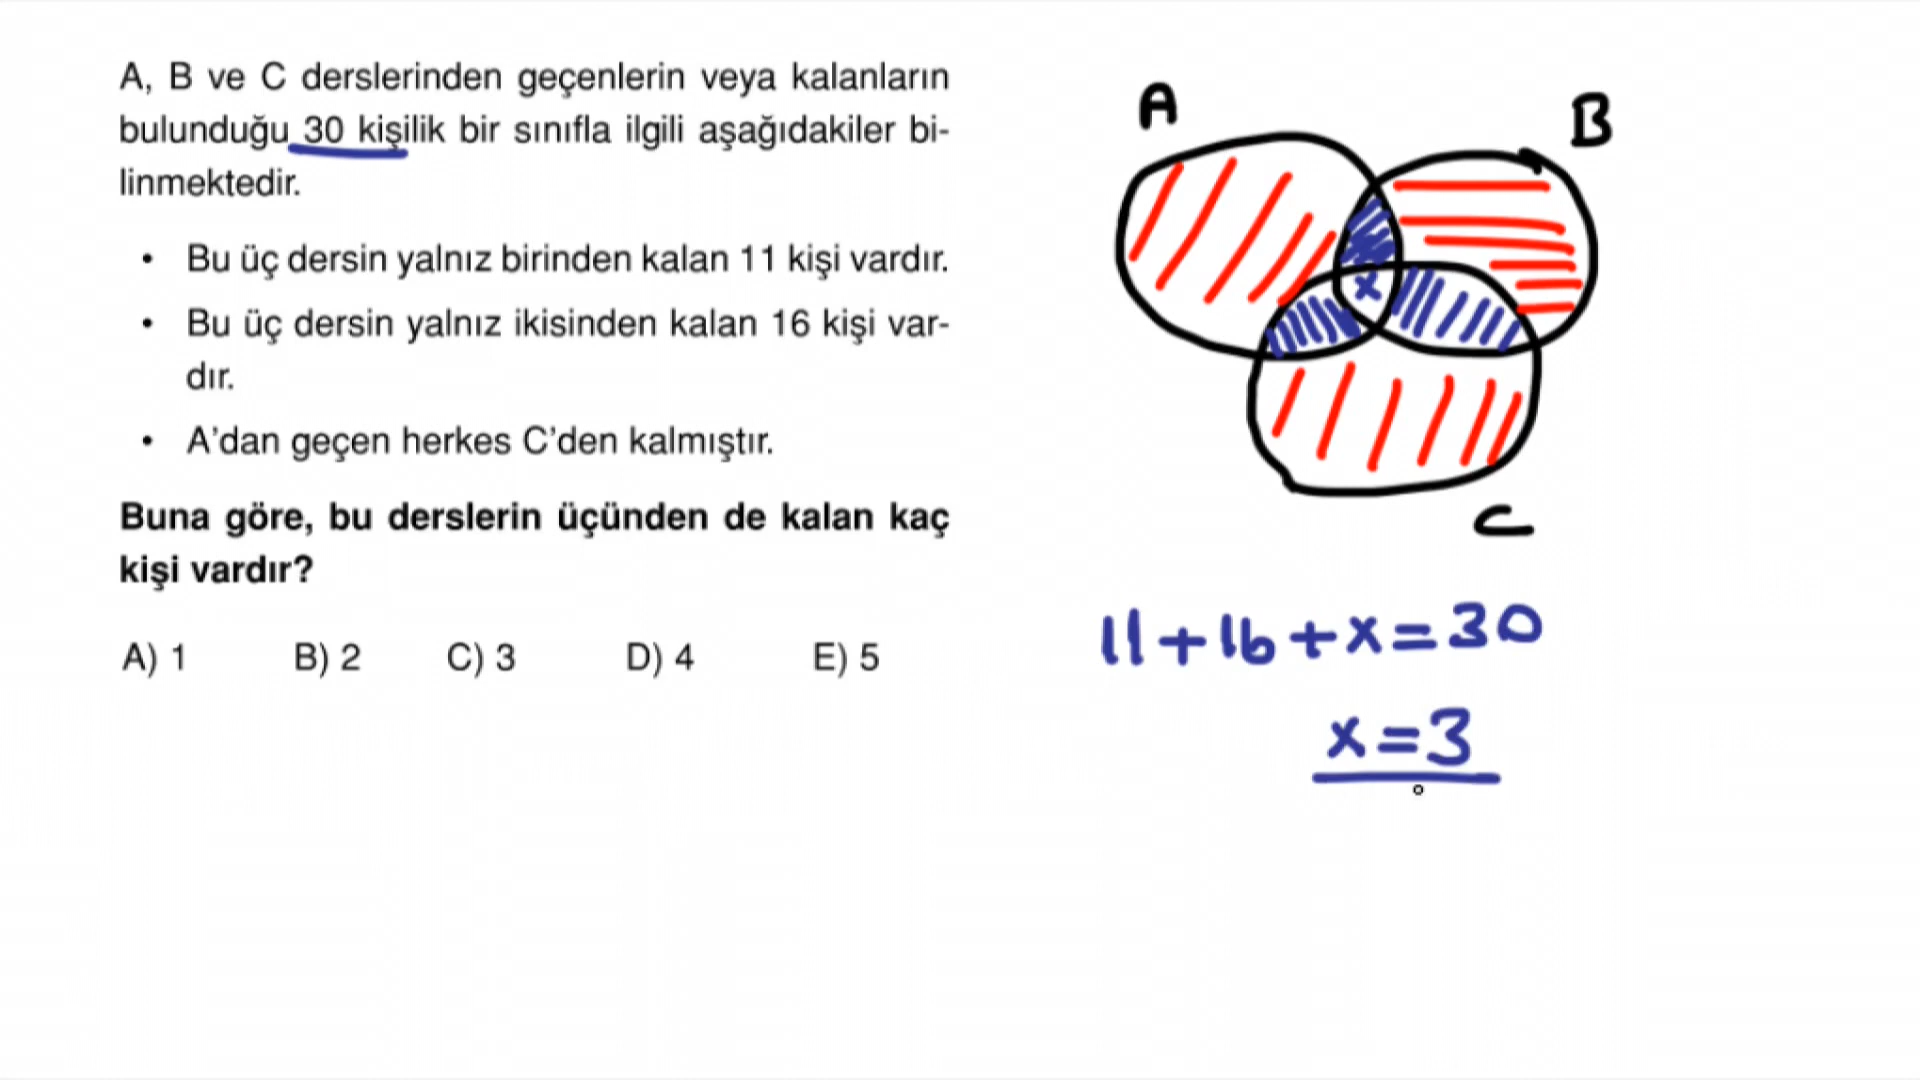 A, B ve C derslerinden geçenlerin veya kalanların
bulunduğu 30 kişilik bir sınıfla ilgili aşağıdakiler bi-
linmektedir.
• Bu üç dersin yalnız birinden kalan 11 kişi vardır.
• Bu üç dersin yalnız ikisinden kalan 16 kişi var-
dır.
• A'dan geçen herkes C'den kalmıştır.
Buna göre, bu derslerin üçünden de kalan kaç
kişi vardır?
A) 1 B) 2 C) 3 D) 4 E) 5
A
B
x
C
11+16+x=30
x=3